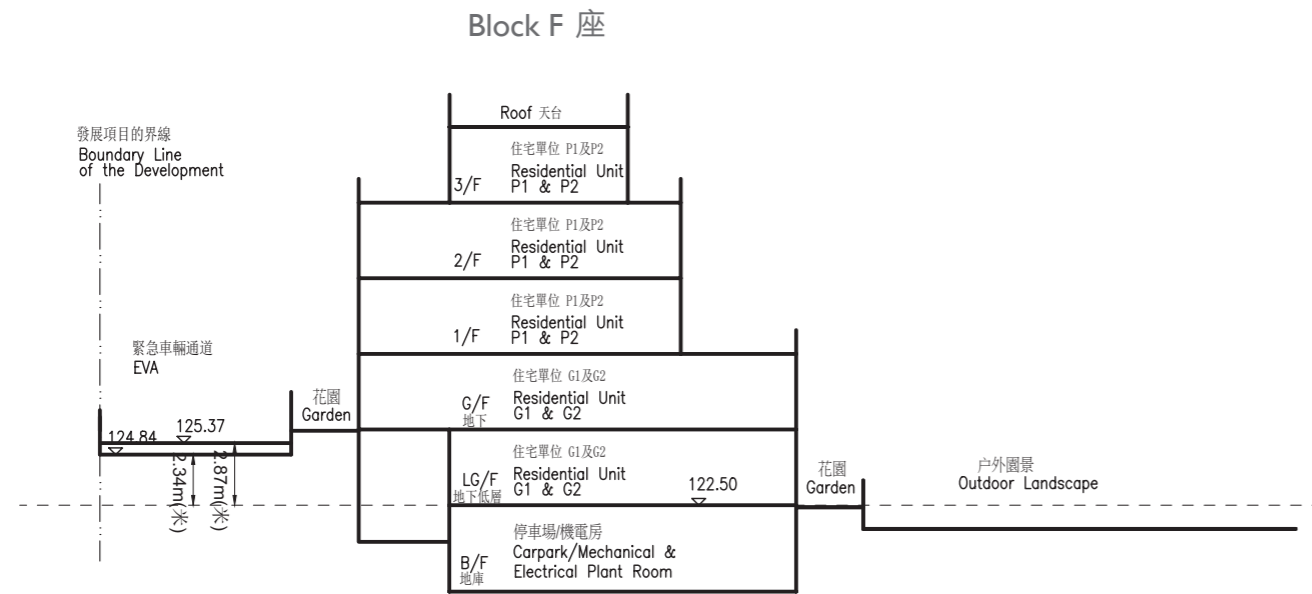 Block F 座
Roof 天台
發展項目的界線
Boundary Line
of the Development
住宅單位 P1及P2
Residential Unit
3/F P1 & P2
住宅單位 P1及P2
Residential Unit
2/F P1 & P2
住宅單位 P1及P2
Residential Unit
1/F P1 & P2
緊急車輛通道
EVA
住宅單位 G1及G2
Residential Unit
G/F G1 & G2
地下
花園
Garden
125.37
124.84
2.34m(米)
2.87m(米)
住宅單位 G1及G2
Residential Unit
LG/F G1 & G2
地下低層
122.50
花園
Garden
户外園景
Outdoor Landscape
停車場/機電房
Carpark/Mechanical &
B/F Electrical Plant Room
地庫